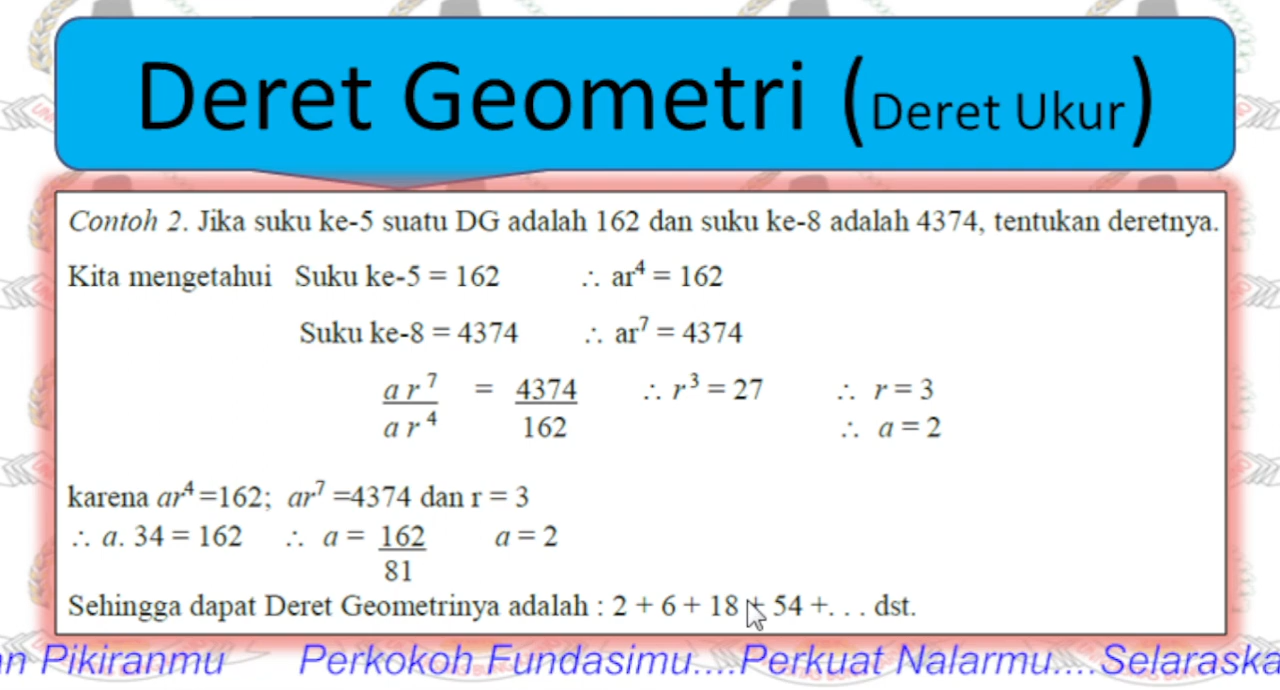 Deret Geometri (Deret Ukur)
Contoh 2. Jika suku ke-5 suatu DG adalah 162 dan suku ke-8 adalah 4374, tentukan deretnya.
Kita mengetahui Suku ke-5 = 162 ∴ ar⁴ = 162
Suku ke-8 = 4374 ∴ ar⁷ = 4374
a r⁷ = 4374 ∴ r³ = 27 ∴ r = 3
a r⁴ 162 ∴ a = 2
karena ar⁴ =162; ar⁷ =4374 dan r = 3
∴ a. 34 = 162 ∴ a = 162 a = 2
81
Sehingga dapat Deret Geometrinya adalah : 2 + 6 + 18 + 54 +. . . dst.
Pikiranmu Perkokoh Fundasimu....Perkuat Nalarmu....